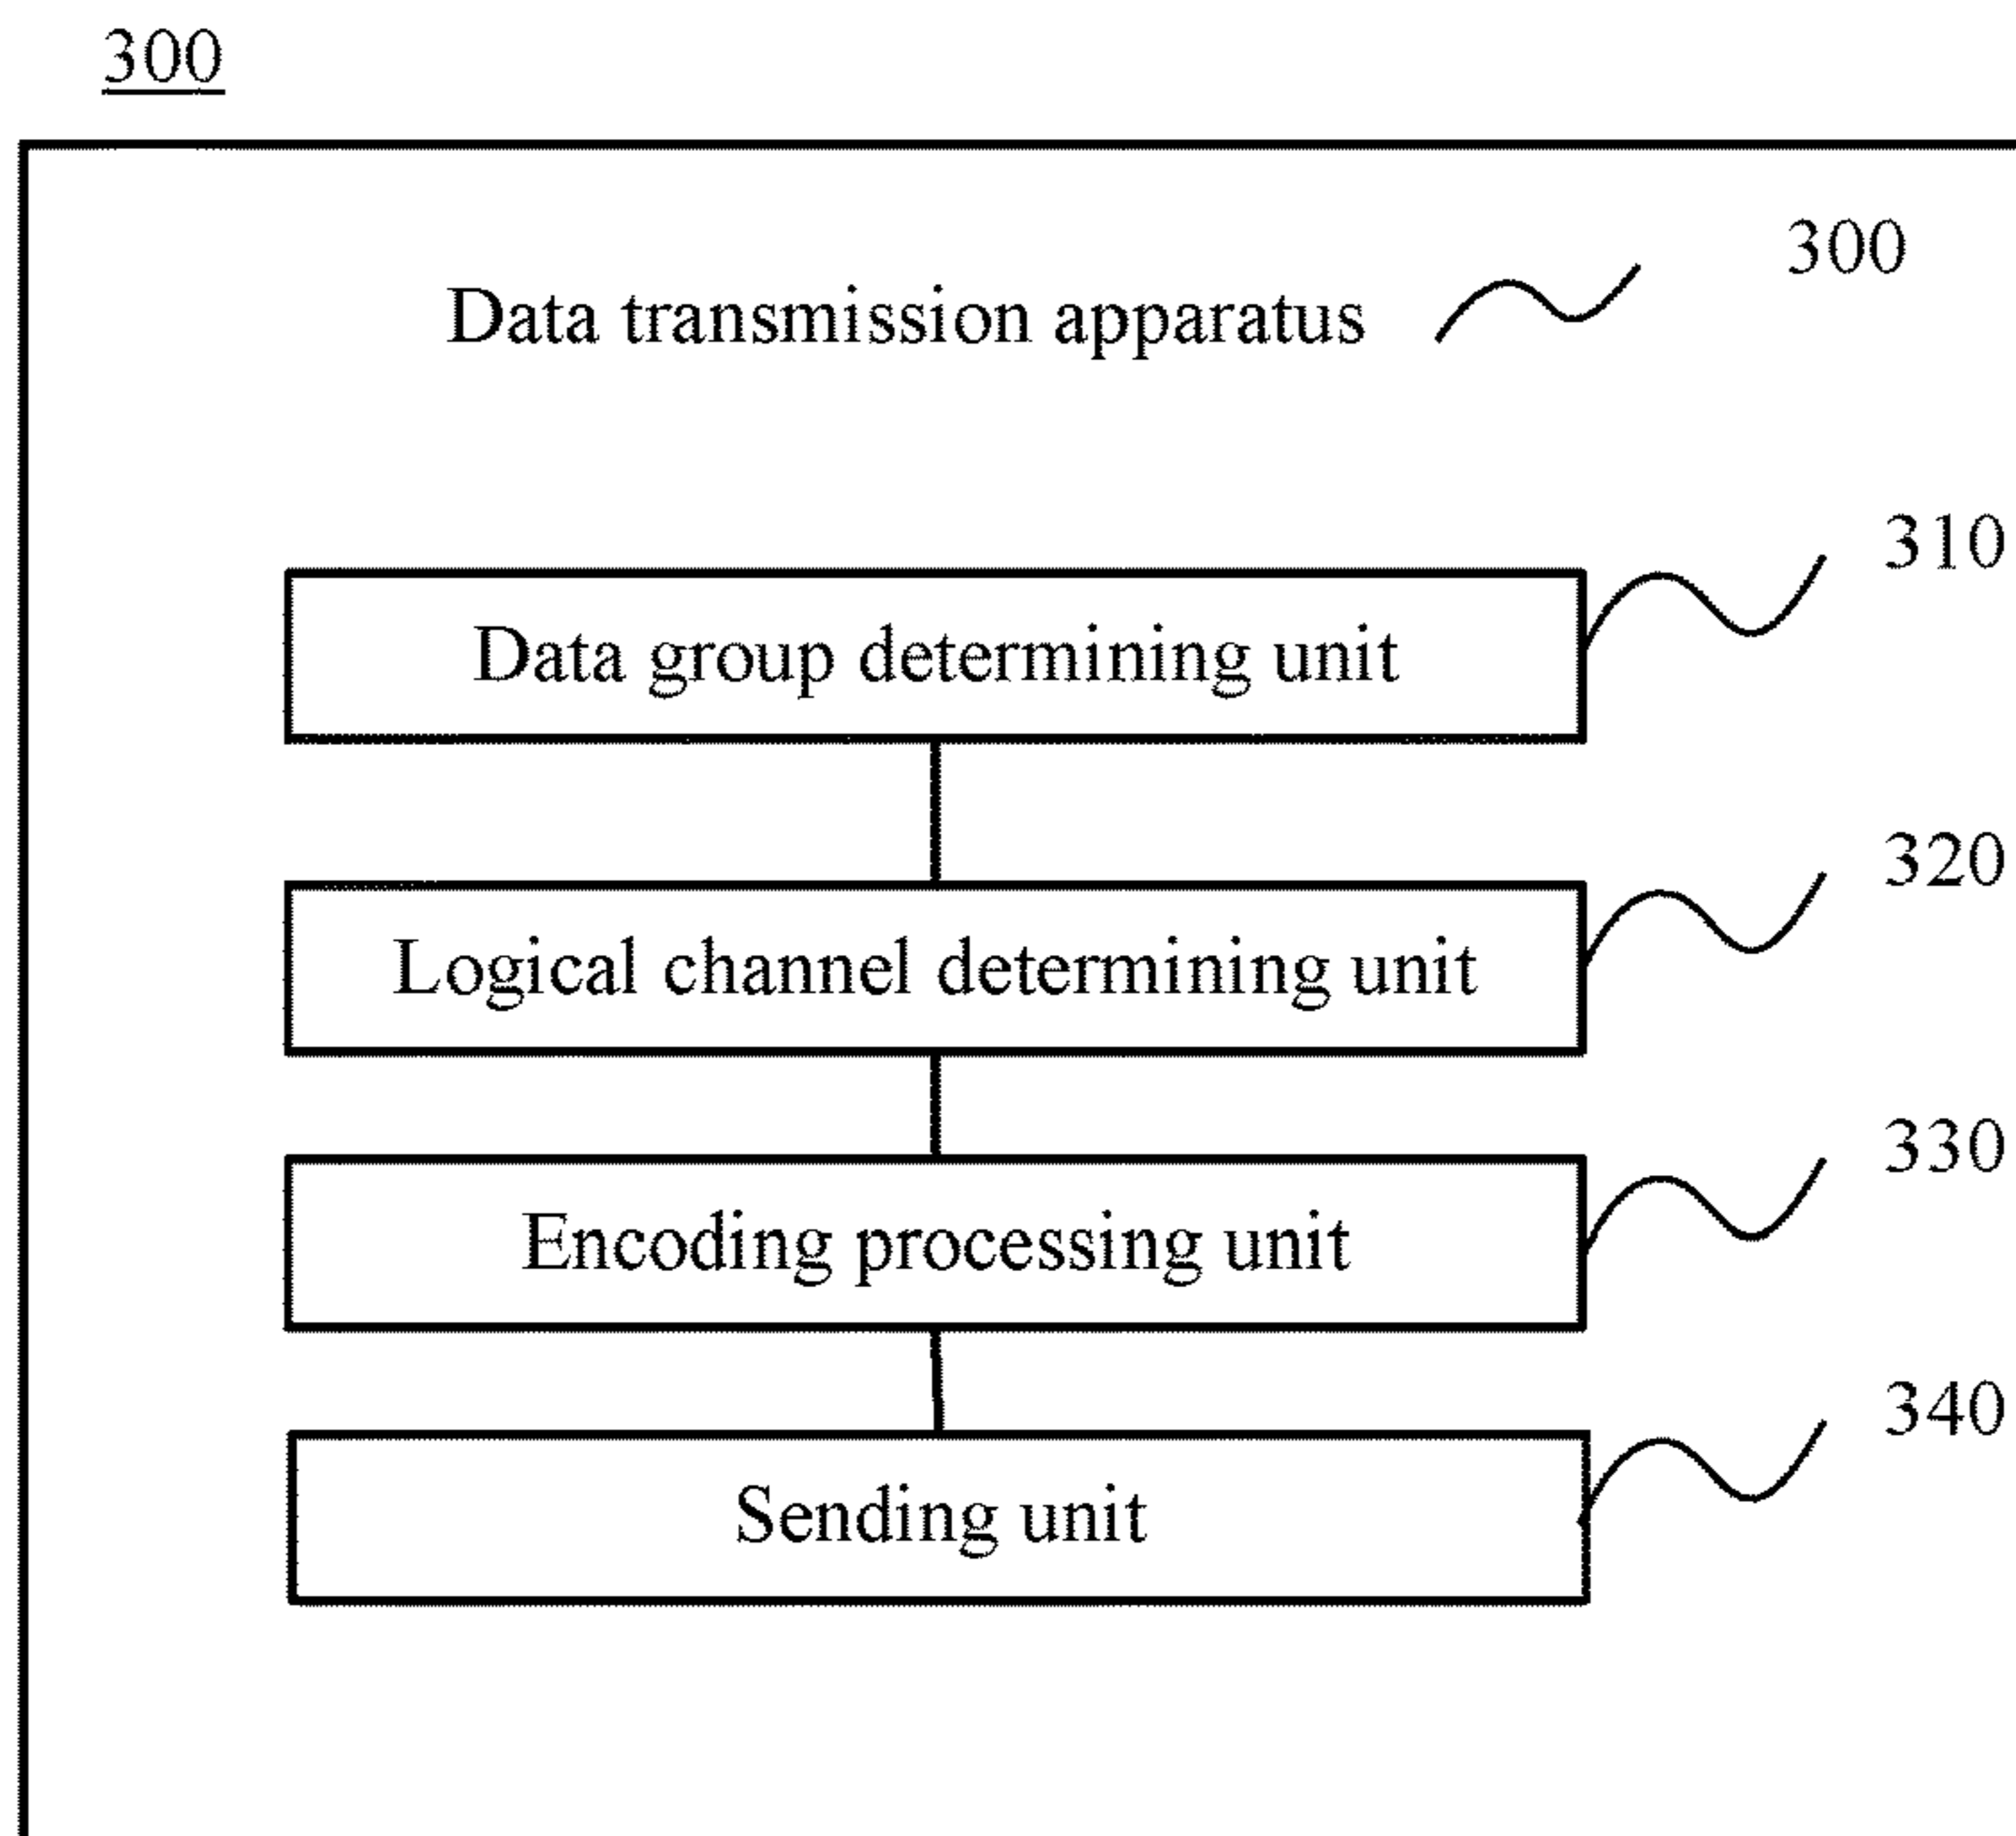 300
300
Data transmission apparatus
310
Data group determining unit
320
Logical channel determining unit
330
Encoding processing unit
340
Sending unit